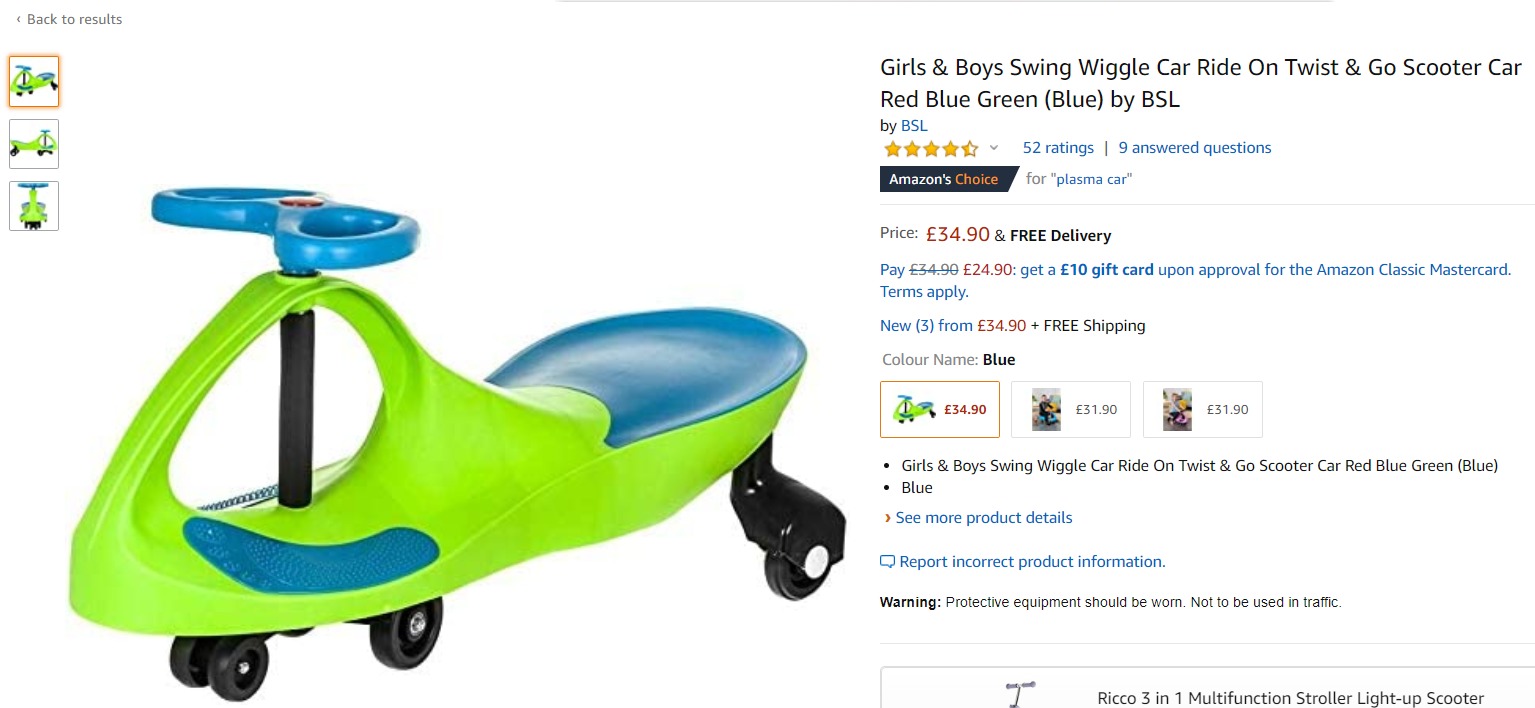 ‹ Back to results
Girls & Boys Swing Wiggle Car Ride On Twist & Go Scooter Car
Red Blue Green (Blue) by BSL
by BSL
52 ratings | 9 answered questions
Amazon's Choice for "plasma car"
Price: £34.90 & FREE Delivery
Pay £34.90 £24.90: get a £10 gift card upon approval for the Amazon Classic Mastercard.
Terms apply.
New (3) from £34.90 + FREE Shipping
Colour Name: Blue
£34.90 £31.90 £31.90
• Girls & Boys Swing Wiggle Car Ride On Twist & Go Scooter Car Red Blue Green (Blue)
• Blue
› See more product details
Report incorrect product information.
Warning: Protective equipment should be worn. Not to be used in traffic.
Ricco 3 in 1 Multifunction Stroller Light-up Scooter